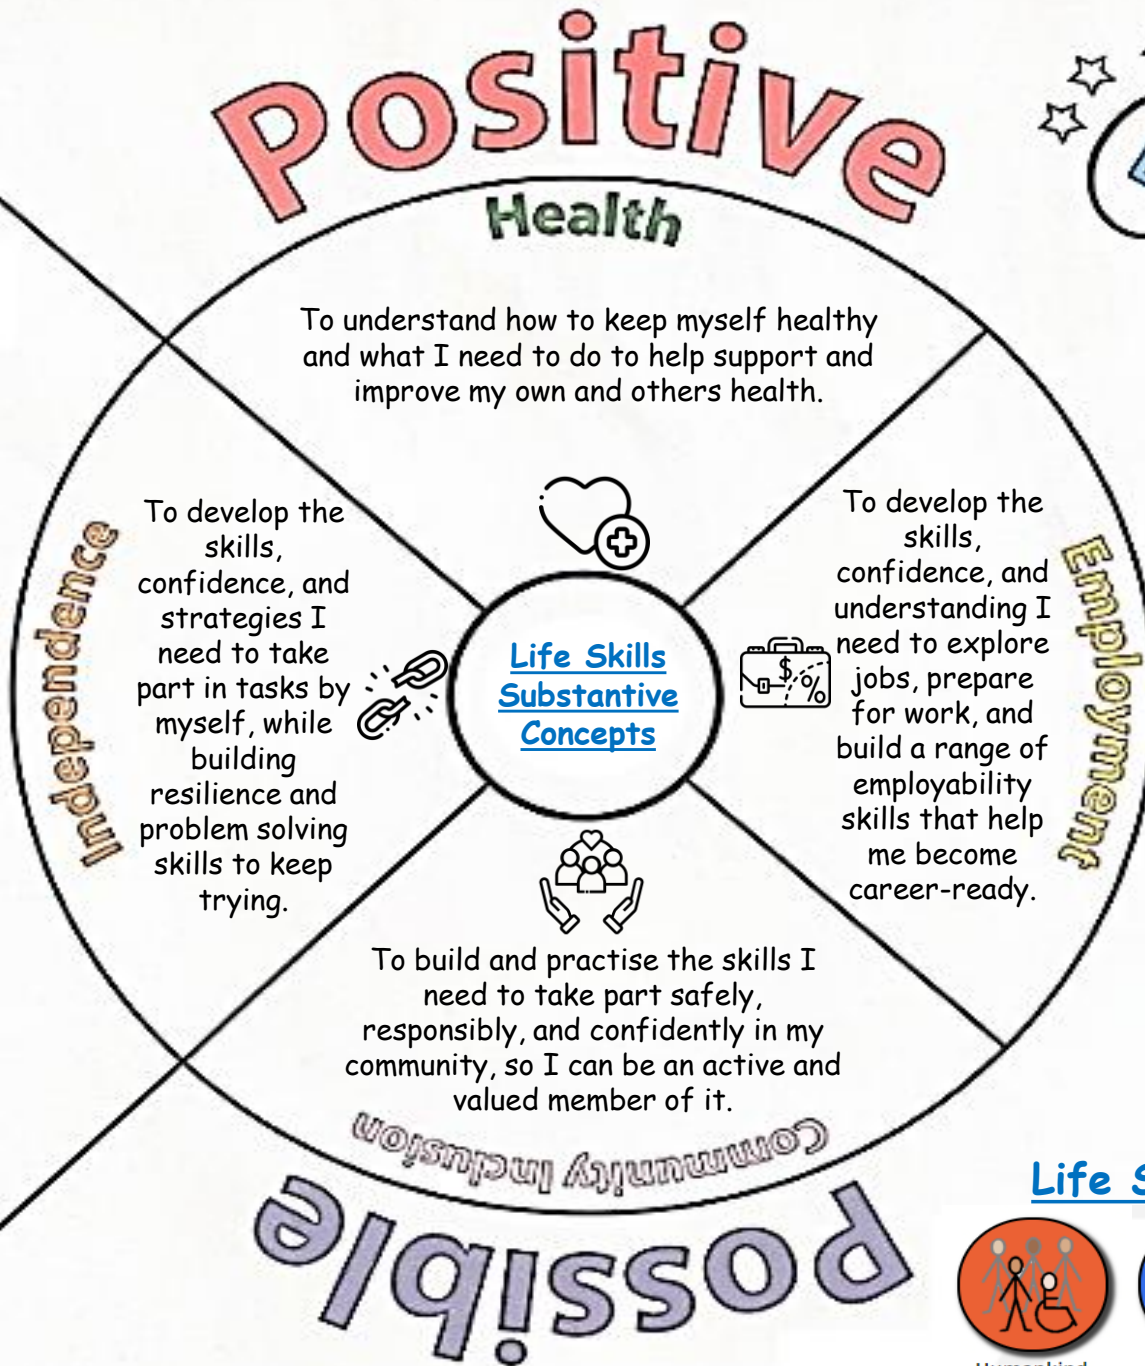 Positive
Health
To understand how to keep myself healthy
and what I need to do to help support and
improve my own and others health.
Independence
To develop the
skills,
confidence, and
strategies I
need to take
part in tasks by
myself, while
building
resilience and
problem solving
skills to keep
trying.
Life Skills
Substantive
Concepts
$
%
To develop the
skills,
confidence, and
understanding I
need to explore
jobs, prepare
for work, and
build a range of
employability
skills that help
me become
career-ready.
Employment
To build and practise the skills I
need to take part safely,
responsibly, and confidently in my
community, so I can be an active and
valued member of it.
Community Inclusion
Possible
Life S
Humankind